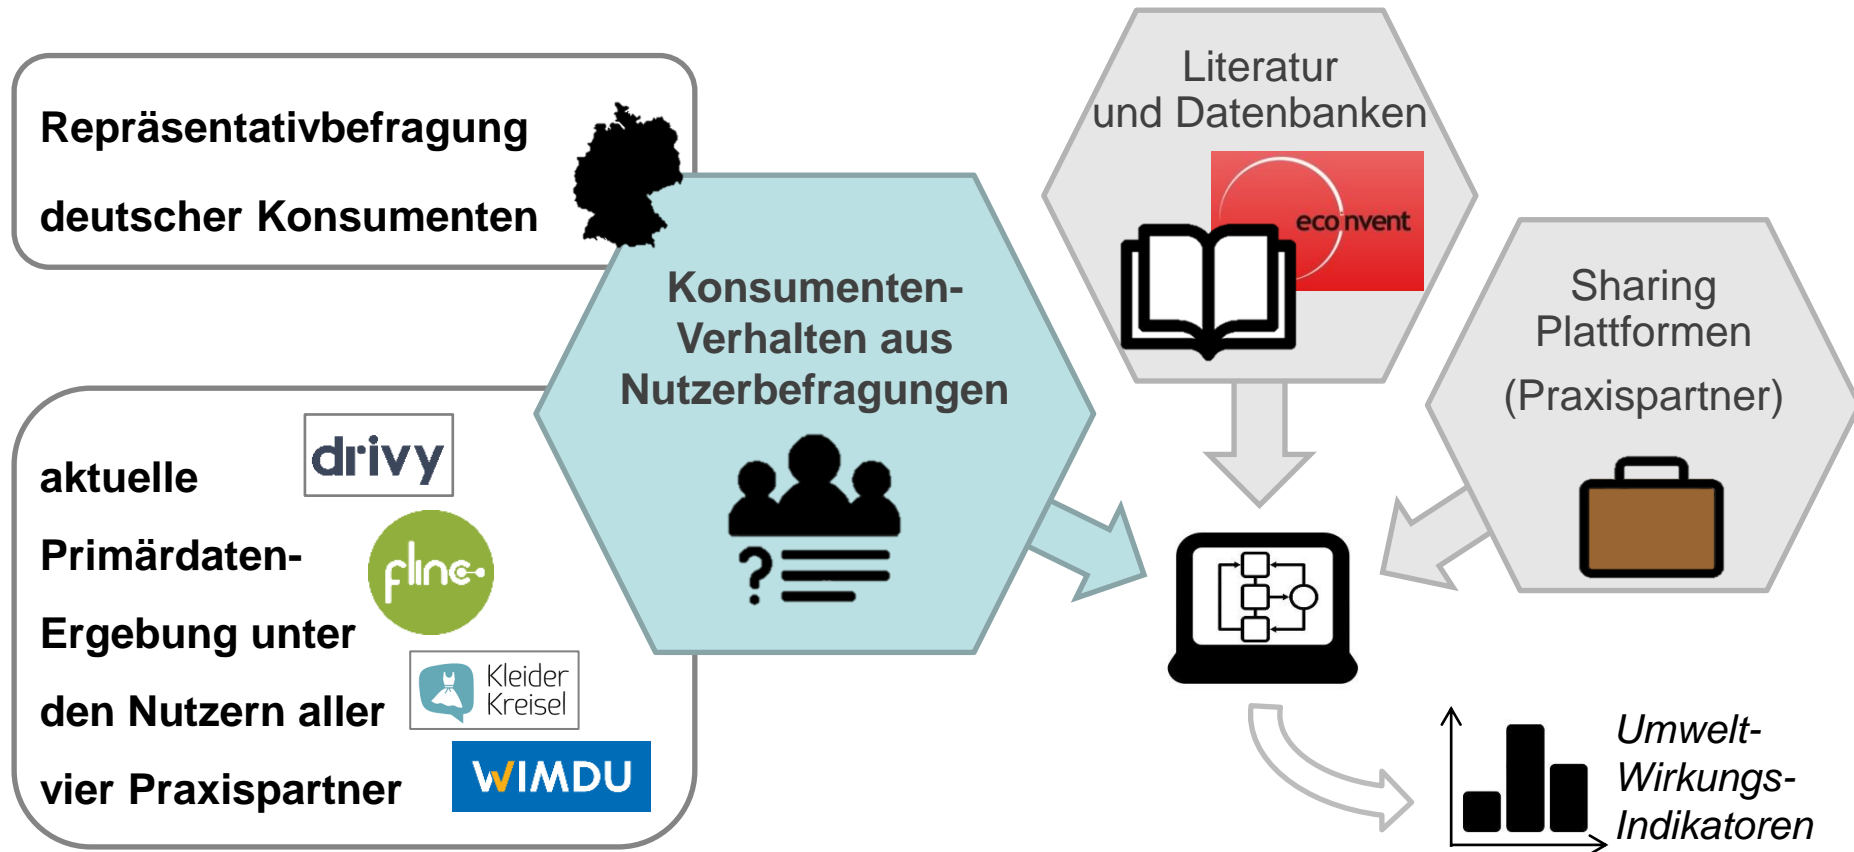 Repräsentativbefragung
deutscher Konsumenten
aktuelle
Primärdaten-
Ergebung unter
den Nutzern aller
vier Praxispartner
drivy
flinc
Kleider
Kreisel
WIMDU
Konsumenten-
Verhalten aus
Nutzerbefragungen
?
Literatur
und Datenbanken
ecoinvent
Sharing
Plattformen
(Praxispartner)
Umwelt-
Wirkungs-
Indikatoren